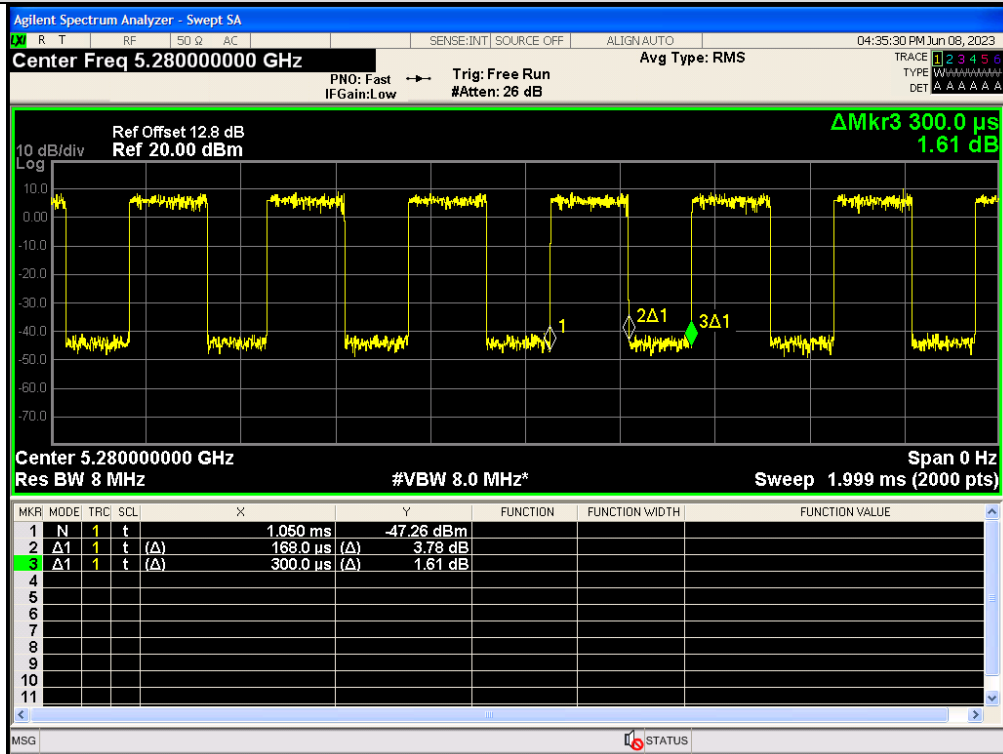 Agilent Spectrum Analyzer - Swept SA
LXI R T RF 50 Ω AC SENSE:INT SOURCE OFF ALIGN AUTO 04:35:30 PM Jun 08, 2023
Center Freq 5.280000000 GHz Avg Type: RMS TRACE 1 2 3 4 5 6
PNO: Fast Trig: Free Run TYPE WWWWWW
IFGain:Low #Atten: 26 dB DET A A A A A A
ΔMkr3 300.0 µs
1.61 dB
Ref Offset 12.8 dB
10 dB/div Ref 20.00 dBm
Log
10.0
0.00
-10.0
-20.0
-30.0
-40.0
-50.0
-60.0
-70.0
1 2Δ1 3Δ1
Center 5.280000000 GHz Span 0 Hz
Res BW 8 MHz #VBW 8.0 MHz* Sweep 1.999 ms (2000 pts)
MKR MODE TRC SCL X Y FUNCTION FUNCTION WIDTH FUNCTION VALUE
1 N 1 t 1.050 ms -47.26 dBm
2 Δ1 1 t (Δ) 168.0 µs (Δ) 3.78 dB
3 Δ1 1 t (Δ) 300.0 µs (Δ) 1.61 dB
4
5
6
7
8
9
10
11
MSG STATUS